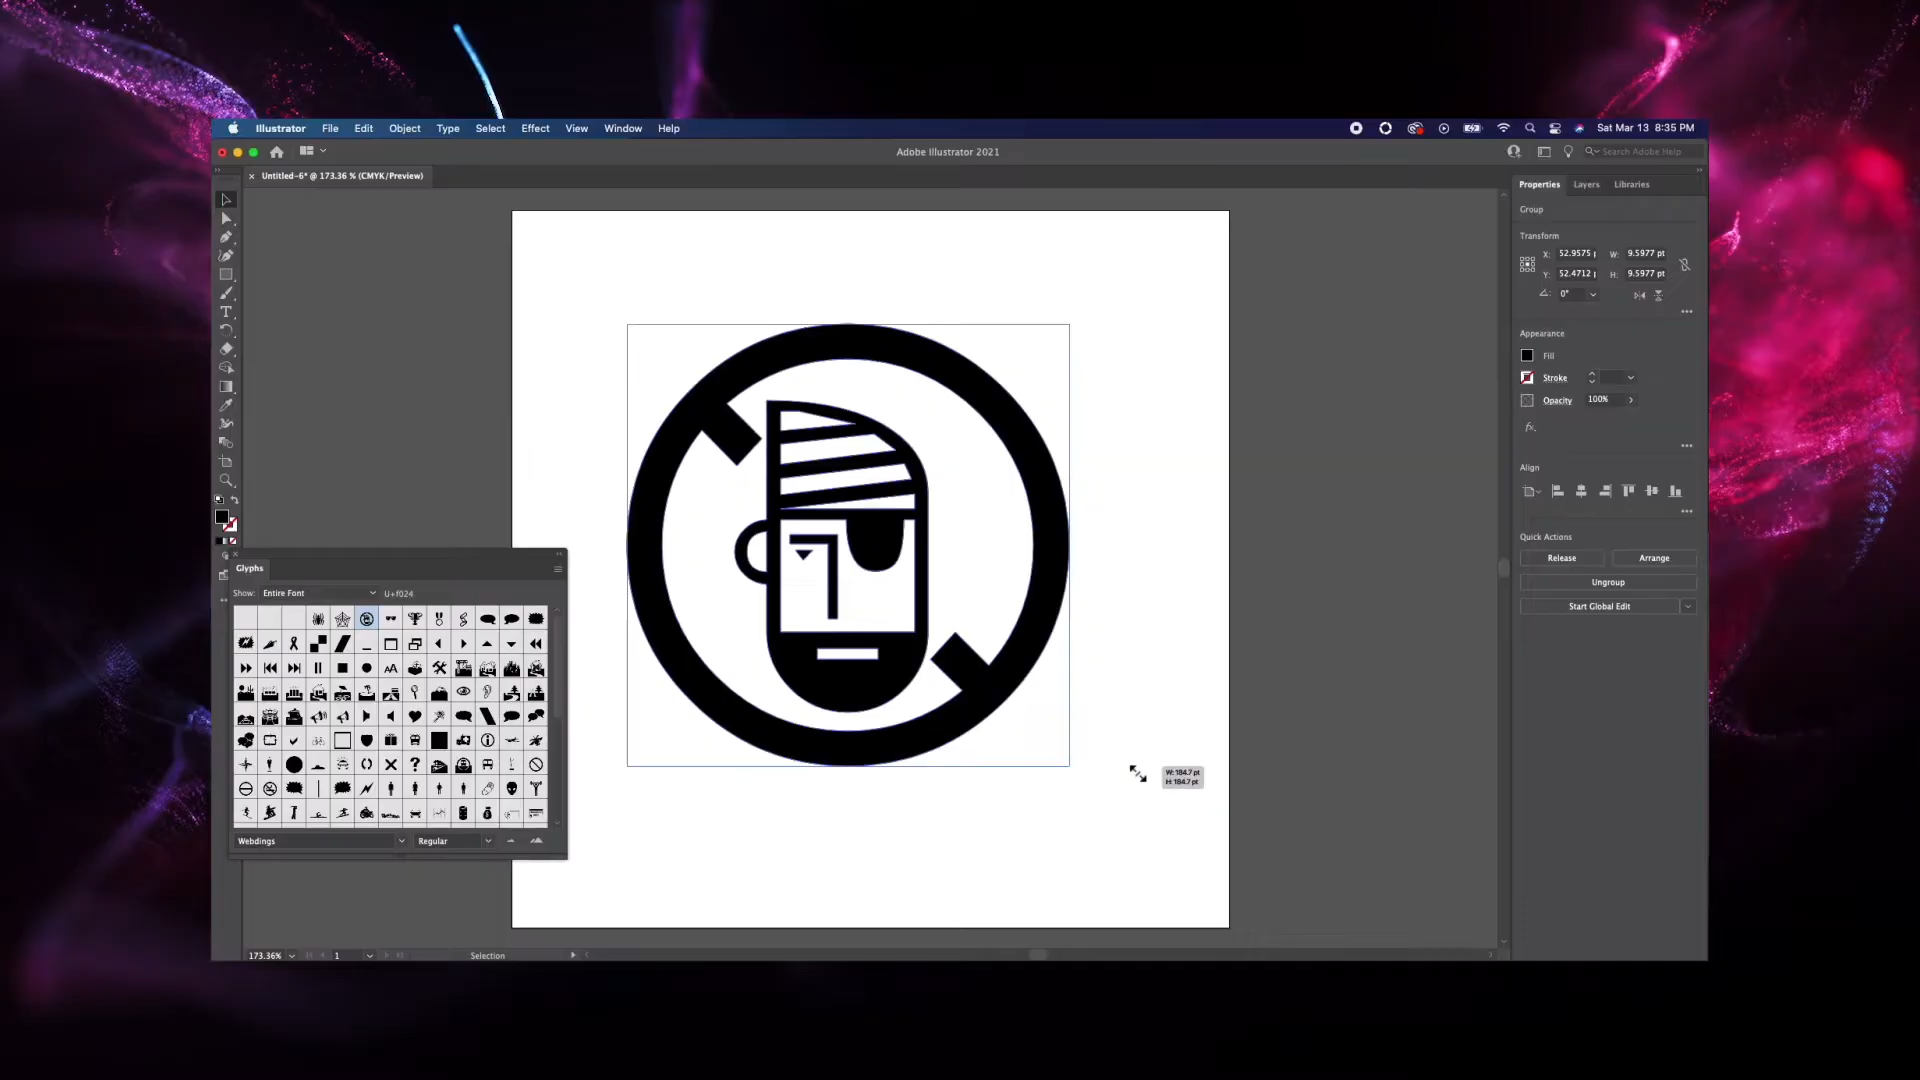 Illustrator File Edit Object Type Select Effect View Window Help
Sat Mar 13 8:35 PM
Adobe Illustrator 2021
Search Adobe Help
Untitled-6* @ 173.36 % (CMYK/Preview)
Properties Layers Libraries
Group
Transform
X: 52.9575 W: 9.5977 pt
Y: 52.4712 H: 9.5977 pt
0°
Appearance
Fill
Stroke
Opacity 100%
fx.
Align
Quick Actions
Release Arrange
Ungroup
Start Global Edit
Glyphs
Show: Entire Font U+f024
AA
?
W: 184.7 pt
H: 184.7 pt
Webdings Regular
173.36% 1 Selection